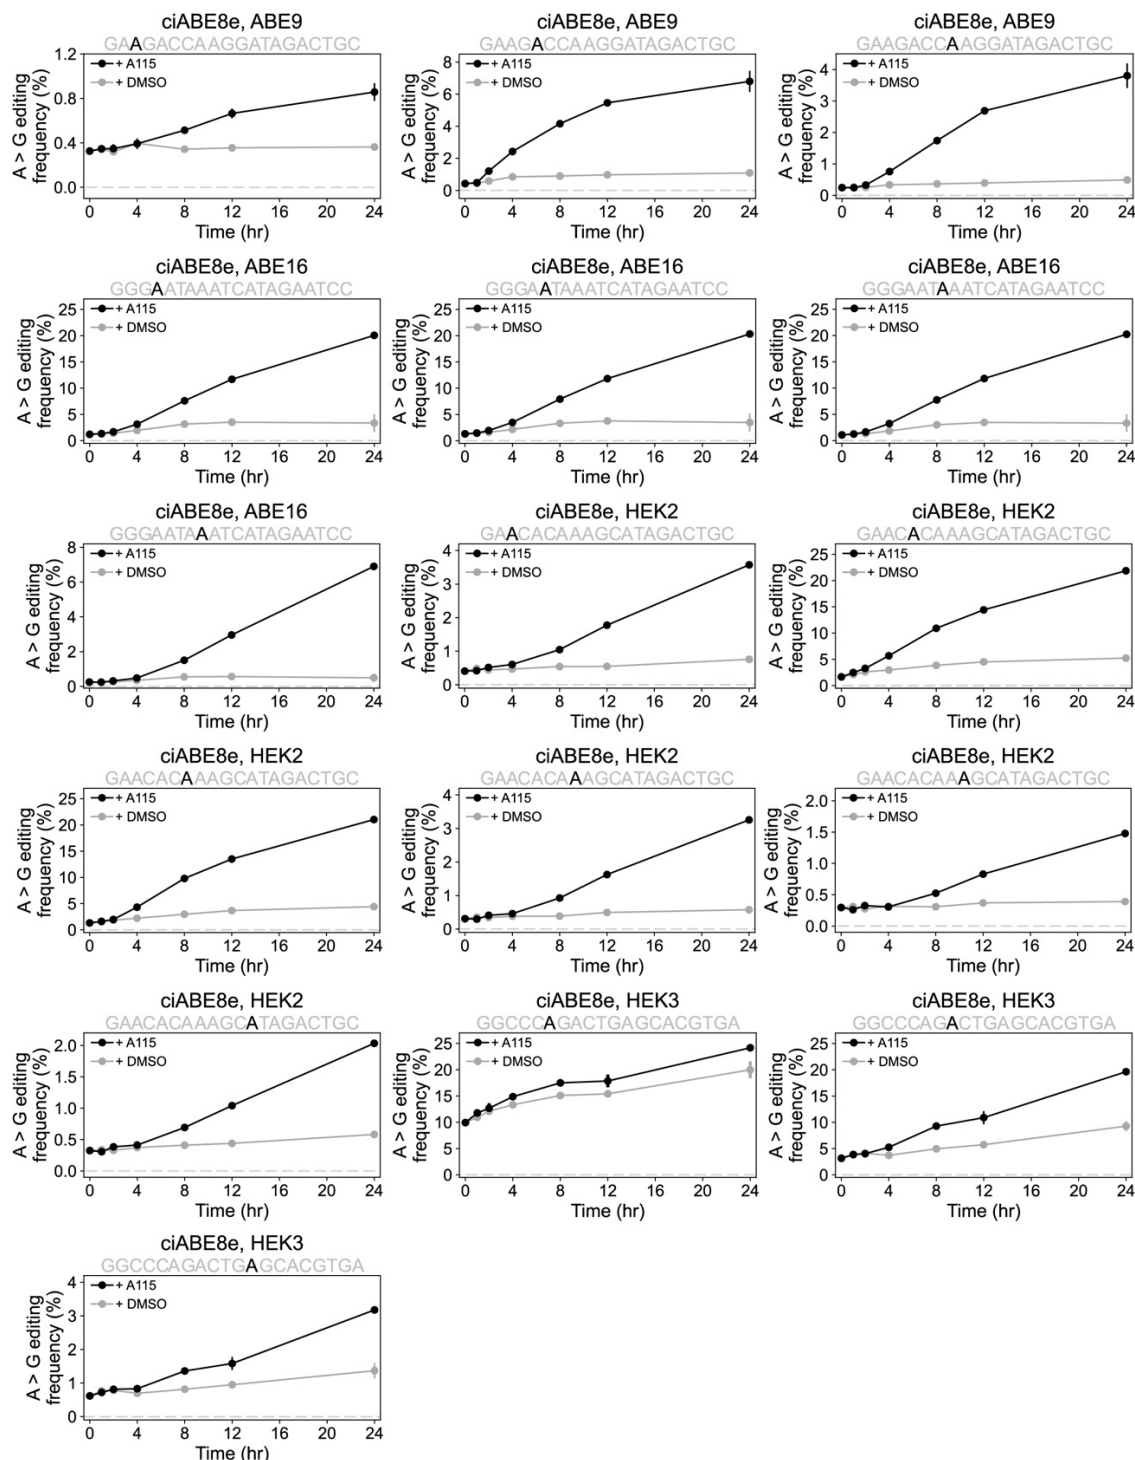 ciABE8e, ABE9
GAAGACCAAGGATAGACTGC
A > G editing
frequency (%)
1.2
0.8
0.4
0.0
+ A115
+ DMSO
0 4 8 12 16 20 24
Time (hr)
ciABE8e, ABE9
GAAGACCAAGGATAGACTGC
A > G editing
frequency (%)
8
6
4
2
0
+ A115
+ DMSO
0 4 8 12 16 20 24
Time (hr)
ciABE8e, ABE9
GAAGACCAAGGATAGACTGC
A > G editing
frequency (%)
4
3
2
1
0
+ A115
+ DMSO
0 4 8 12 16 20 24
Time (hr)
ciABE8e, ABE16
GGGAATAAATCATAGAATCC
A > G editing
frequency (%)
25
20
15
10
5
0
+ A115
+ DMSO
0 4 8 12 16 20 24
Time (hr)
ciABE8e, ABE16
GGGAATAAATCATAGAATCC
A > G editing
frequency (%)
25
20
15
10
5
0
+ A115
+ DMSO
0 4 8 12 16 20 24
Time (hr)
ciABE8e, ABE16
GGGAATAAATCATAGAATCC
A > G editing
frequency (%)
25
20
15
10
5
0
+ A115
+ DMSO
0 4 8 12 16 20 24
Time (hr)
ciABE8e, ABE16
GGGAATAAATCATAGAATCC
A > G editing
frequency (%)
8
6
4
2
0
+ A115
+ DMSO
0 4 8 12 16 20 24
Time (hr)
ciABE8e, HEK2
GAACACAAAGCATAGACTGC
A > G editing
frequency (%)
4
3
2
1
0
+ A115
+ DMSO
0 4 8 12 16 20 24
Time (hr)
ciABE8e, HEK2
GAACACAAAGCATAGACTGC
A > G editing
frequency (%)
25
20
15
10
5
0
+ A115
+ DMSO
0 4 8 12 16 20 24
Time (hr)
ciABE8e, HEK2
GAACACAAAGCATAGACTGC
A > G editing
frequency (%)
25
20
15
10
5
0
+ A115
+ DMSO
0 4 8 12 16 20 24
Time (hr)
ciABE8e, HEK2
GAACACAAAGCATAGACTGC
A > G editing
frequency (%)
4
3
2
1
0
+ A115
+ DMSO
0 4 8 12 16 20 24
Time (hr)
ciABE8e, HEK2
GAACACAAAGCATAGACTGC
A > G editing
frequency (%)
2.0
1.5
1.0
0.5
0.0
+ A115
+ DMSO
0 4 8 12 16 20 24
Time (hr)
ciABE8e, HEK2
GAACACAAAGCATAGACTGC
A > G editing
frequency (%)
2.0
1.5
1.0
0.5
0.0
+ A115
+ DMSO
0 4 8 12 16 20 24
Time (hr)
ciABE8e, HEK3
GGCCCAGACTGAGCACGTGA
A > G editing
frequency (%)
25
20
15
10
5
0
+ A115
+ DMSO
0 4 8 12 16 20 24
Time (hr)
ciABE8e, HEK3
GGCCCAGACTGAGCACGTGA
A > G editing
frequency (%)
25
20
15
10
5
0
+ A115
+ DMSO
0 4 8 12 16 20 24
Time (hr)
ciABE8e, HEK3
GGCCCAGACTGAGCACGTGA
A > G editing
frequency (%)
4
3
2
1
0
+ A115
+ DMSO
0 4 8 12 16 20 24
Time (hr)